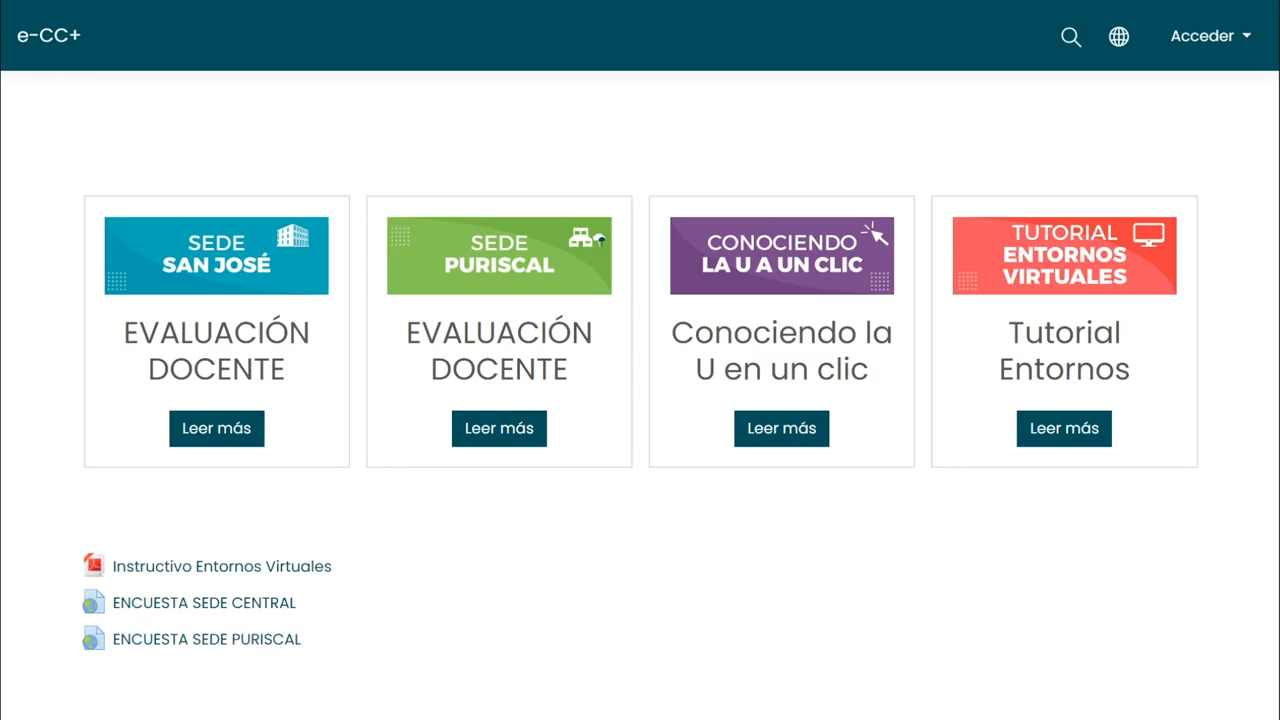 e-CC+
Acceder
SEDE
SAN JOSÉ
EVALUACIÓN
DOCENTE
Leer más
SEDE
PURISCAL
EVALUACIÓN
DOCENTE
Leer más
CONOCIENDO
LA U A UN CLIC
Conociendo la
U en un clic
Leer más
TUTORIAL
ENTORNOS
VIRTUALES
Tutorial
Entornos
Leer más
Instructivo Entornos Virtuales
ENCUESTA SEDE CENTRAL
ENCUESTA SEDE PURISCAL